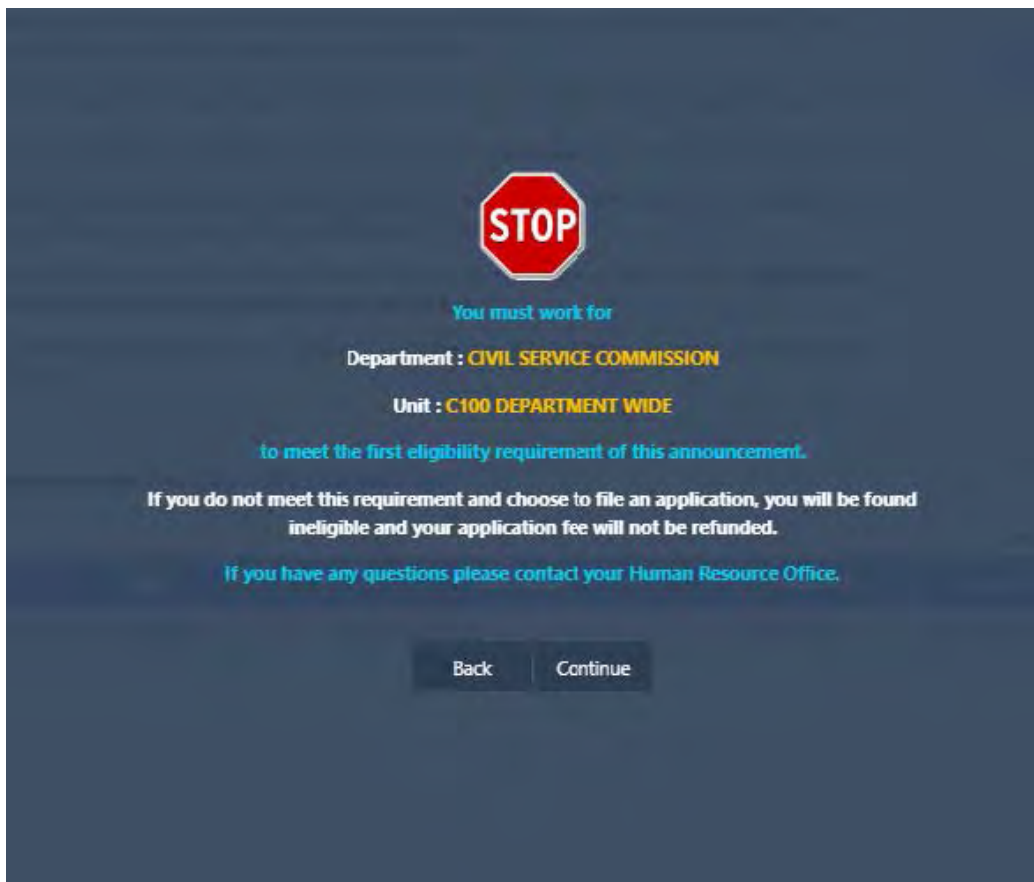 STOP
You must work for
Department : CIVIL SERVICE COMMISSION
Unit : C100 DEPARTMENT WIDE
to meet the first eligibility requirement of this announcement.
If you do not meet this requirement and choose to file an application, you will be found
ineligible and your application fee will not be refunded.
If you have any questions please contact your Human Resource Office.
Back Continue